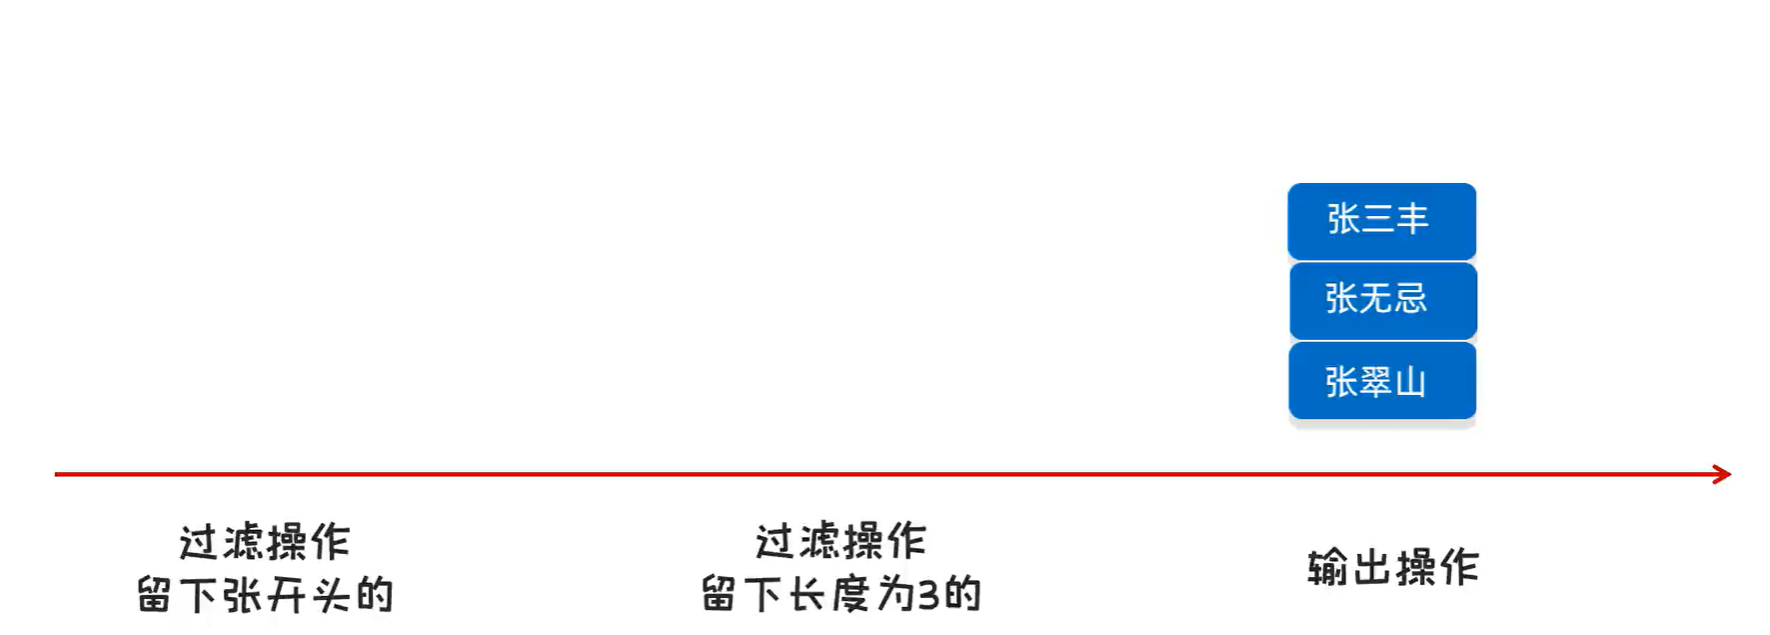 张三丰
张无忌
张翠山
过滤操作
留下张开头的
过滤操作
留下长度为3的
输出操作